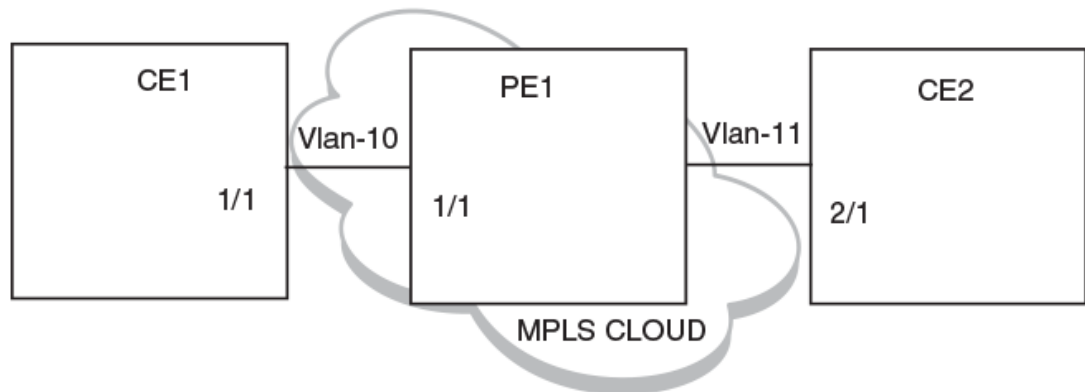 CE1
PE1
CE2
Vlan-10
Vlan-11
1/1
1/1
2/1
MPLS CLOUD